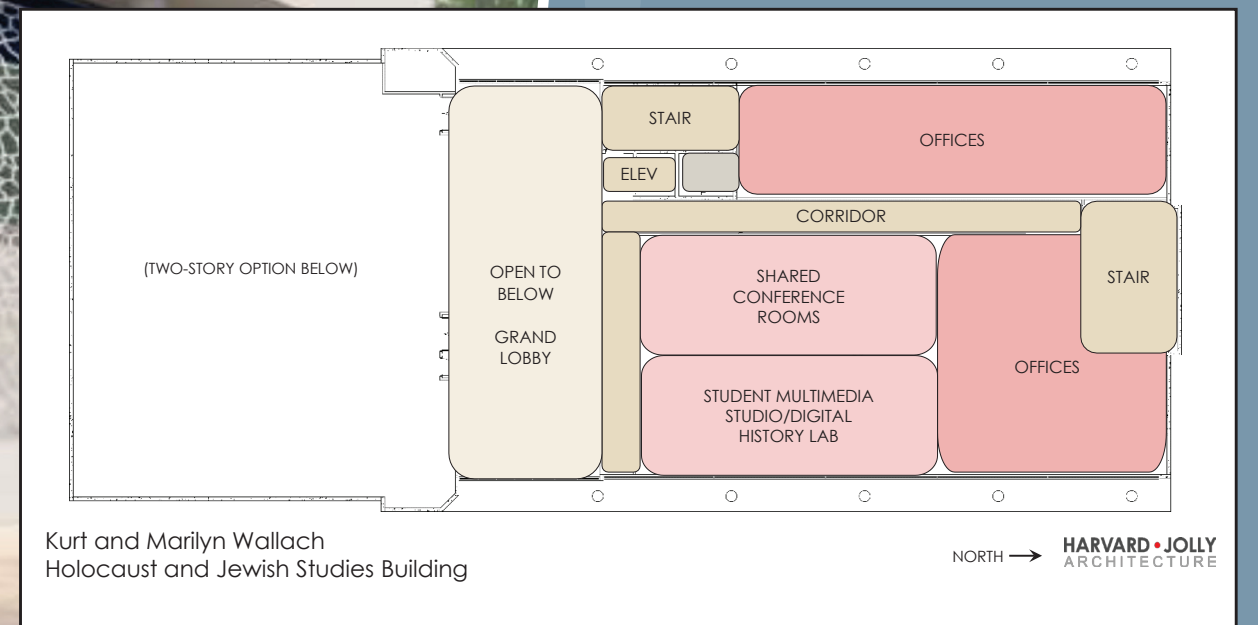 STAIR
OFFICES
ELEV
CORRIDOR
(TWO-STORY OPTION BELOW)
OPEN TO
BELOW
GRAND
LOBBY
SHARED
CONFERENCE
ROOMS
STAIR
OFFICES
STUDENT MULTIMEDIA
STUDIO/DIGITAL
HISTORY LAB
Kurt and Marilyn Wallach
Holocaust and Jewish Studies Building
NORTH
HARVARD•JOLLY
ARCHITECTURE